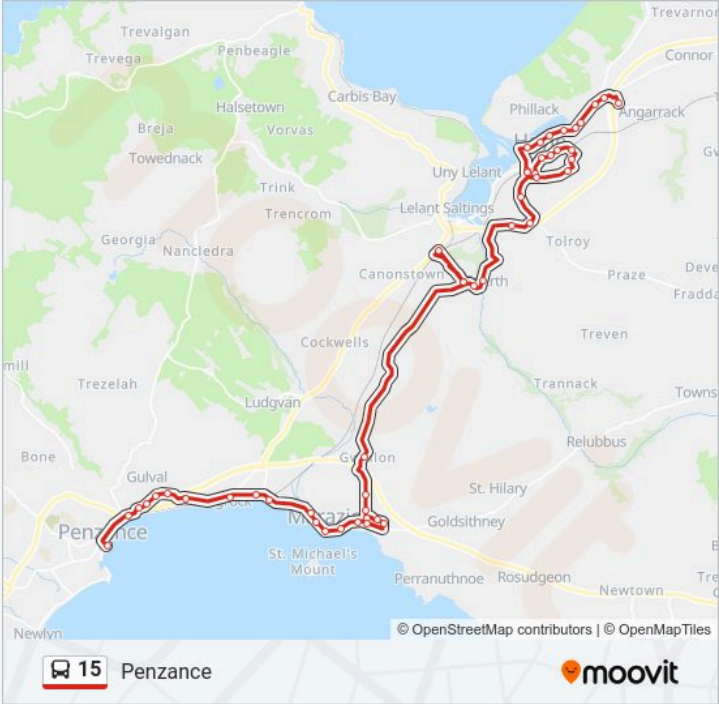 Trevarnon
Trevalgan
Penbeagle
Trevega
Connor
Carbis Bay
Halsetown
Phillack
Angarrack
Breja
Vorvas
Towednack
Uny Lelant
Trink
Lelant Saltings
Trencrom
Georgia
Nancledra
Tolroy
Canonstown
Praze
Fradda
Cockwells
Treven
Trezelah
Trannack
Ludgvan
Towns
Relubbus
Bone
Gulval
St. Hilary
Goldsithney
Penzance
St. Michael's
Mount
Perranuthnoe
Rosudgeon
Newtown
Newlyn
© OpenStreetMap contributors | © OpenMapTiles
15 Penzance
moovit